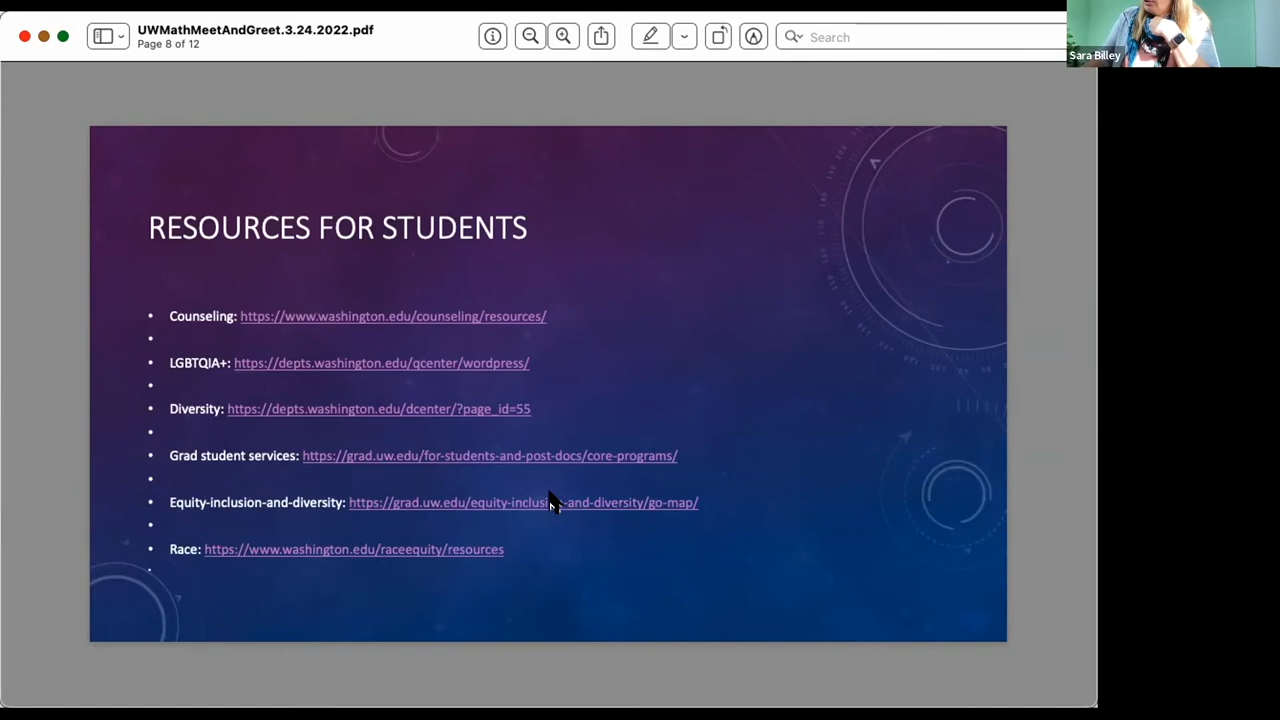 UWMathMeetAndGreet.3.24.2022.pdf
Page 8 of 12
Search
Sara Billey
RESOURCES FOR STUDENTS
• Counseling: https://www.washington.edu/counseling/resources/
•
• LGBTQIA+: https://depts.washington.edu/qcenter/wordpress/
•
• Diversity: https://depts.washington.edu/dcenter/?page_id=55
•
• Grad student services: https://grad.uw.edu/for-students-and-post-docs/core-programs/
•
• Equity-inclusion-and-diversity: https://grad.uw.edu/equity-inclusion-and-diversity/go-map/
•
• Race: https://www.washington.edu/raceequity/resources
•